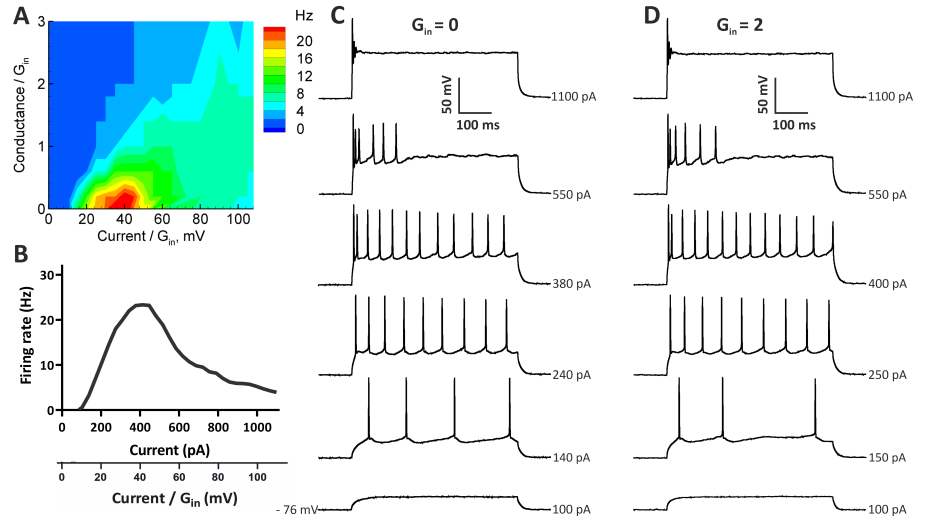 A
Hz
Conductance / Gin
3
2
1
0
0 20 40 60 80 100
Current / Gin, mV
20
16
12
8
4
0
B
Firing rate (Hz)
30
20
10
0
0 200 400 600 800 1000
Current (pA)
0 20 40 60 80 100
Current / Gin (mV)
C
Gin = 0
50 mV
100 ms
1100 pA
550 pA
380 pA
240 pA
140 pA
- 76 mV
100 pA
D
Gin = 2
50 mV
100 ms
1100 pA
550 pA
400 pA
250 pA
150 pA
100 pA